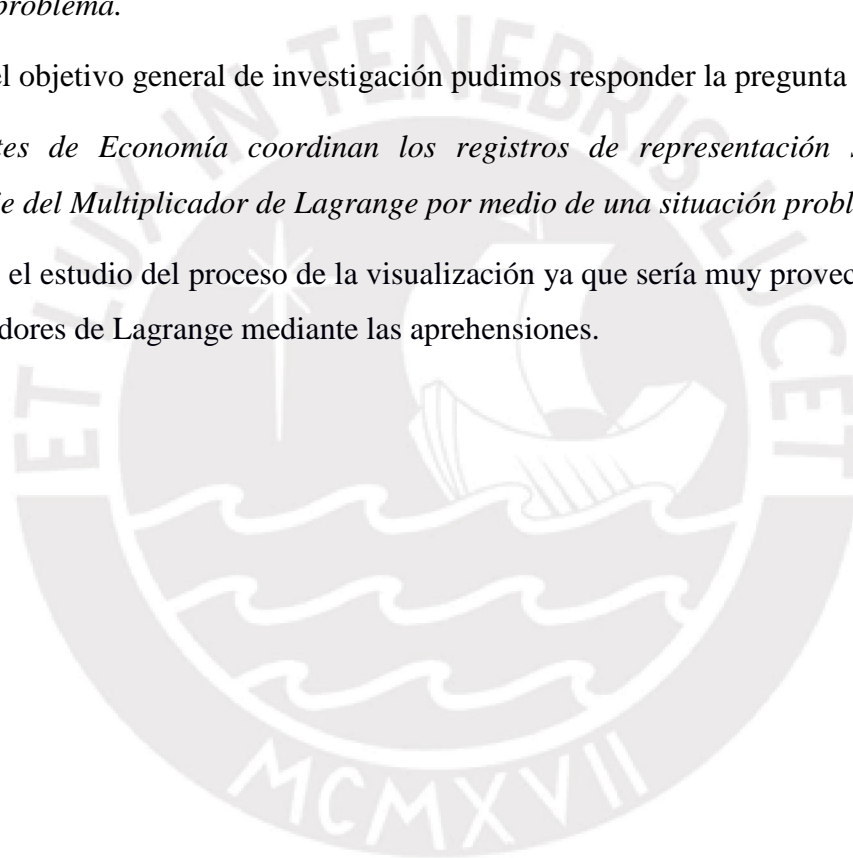 problema.
el objetivo general de investigación pudimos responder la pregunta
tes de Economía coordinan los registros de representación s
e del Multiplicador de Lagrange por medio de una situación probl
el estudio del proceso de la visualización ya que sería muy provec
dores de Lagrange mediante las aprehensiones.
ET LUX IN TENEBRIS LUCET
MCMXVII